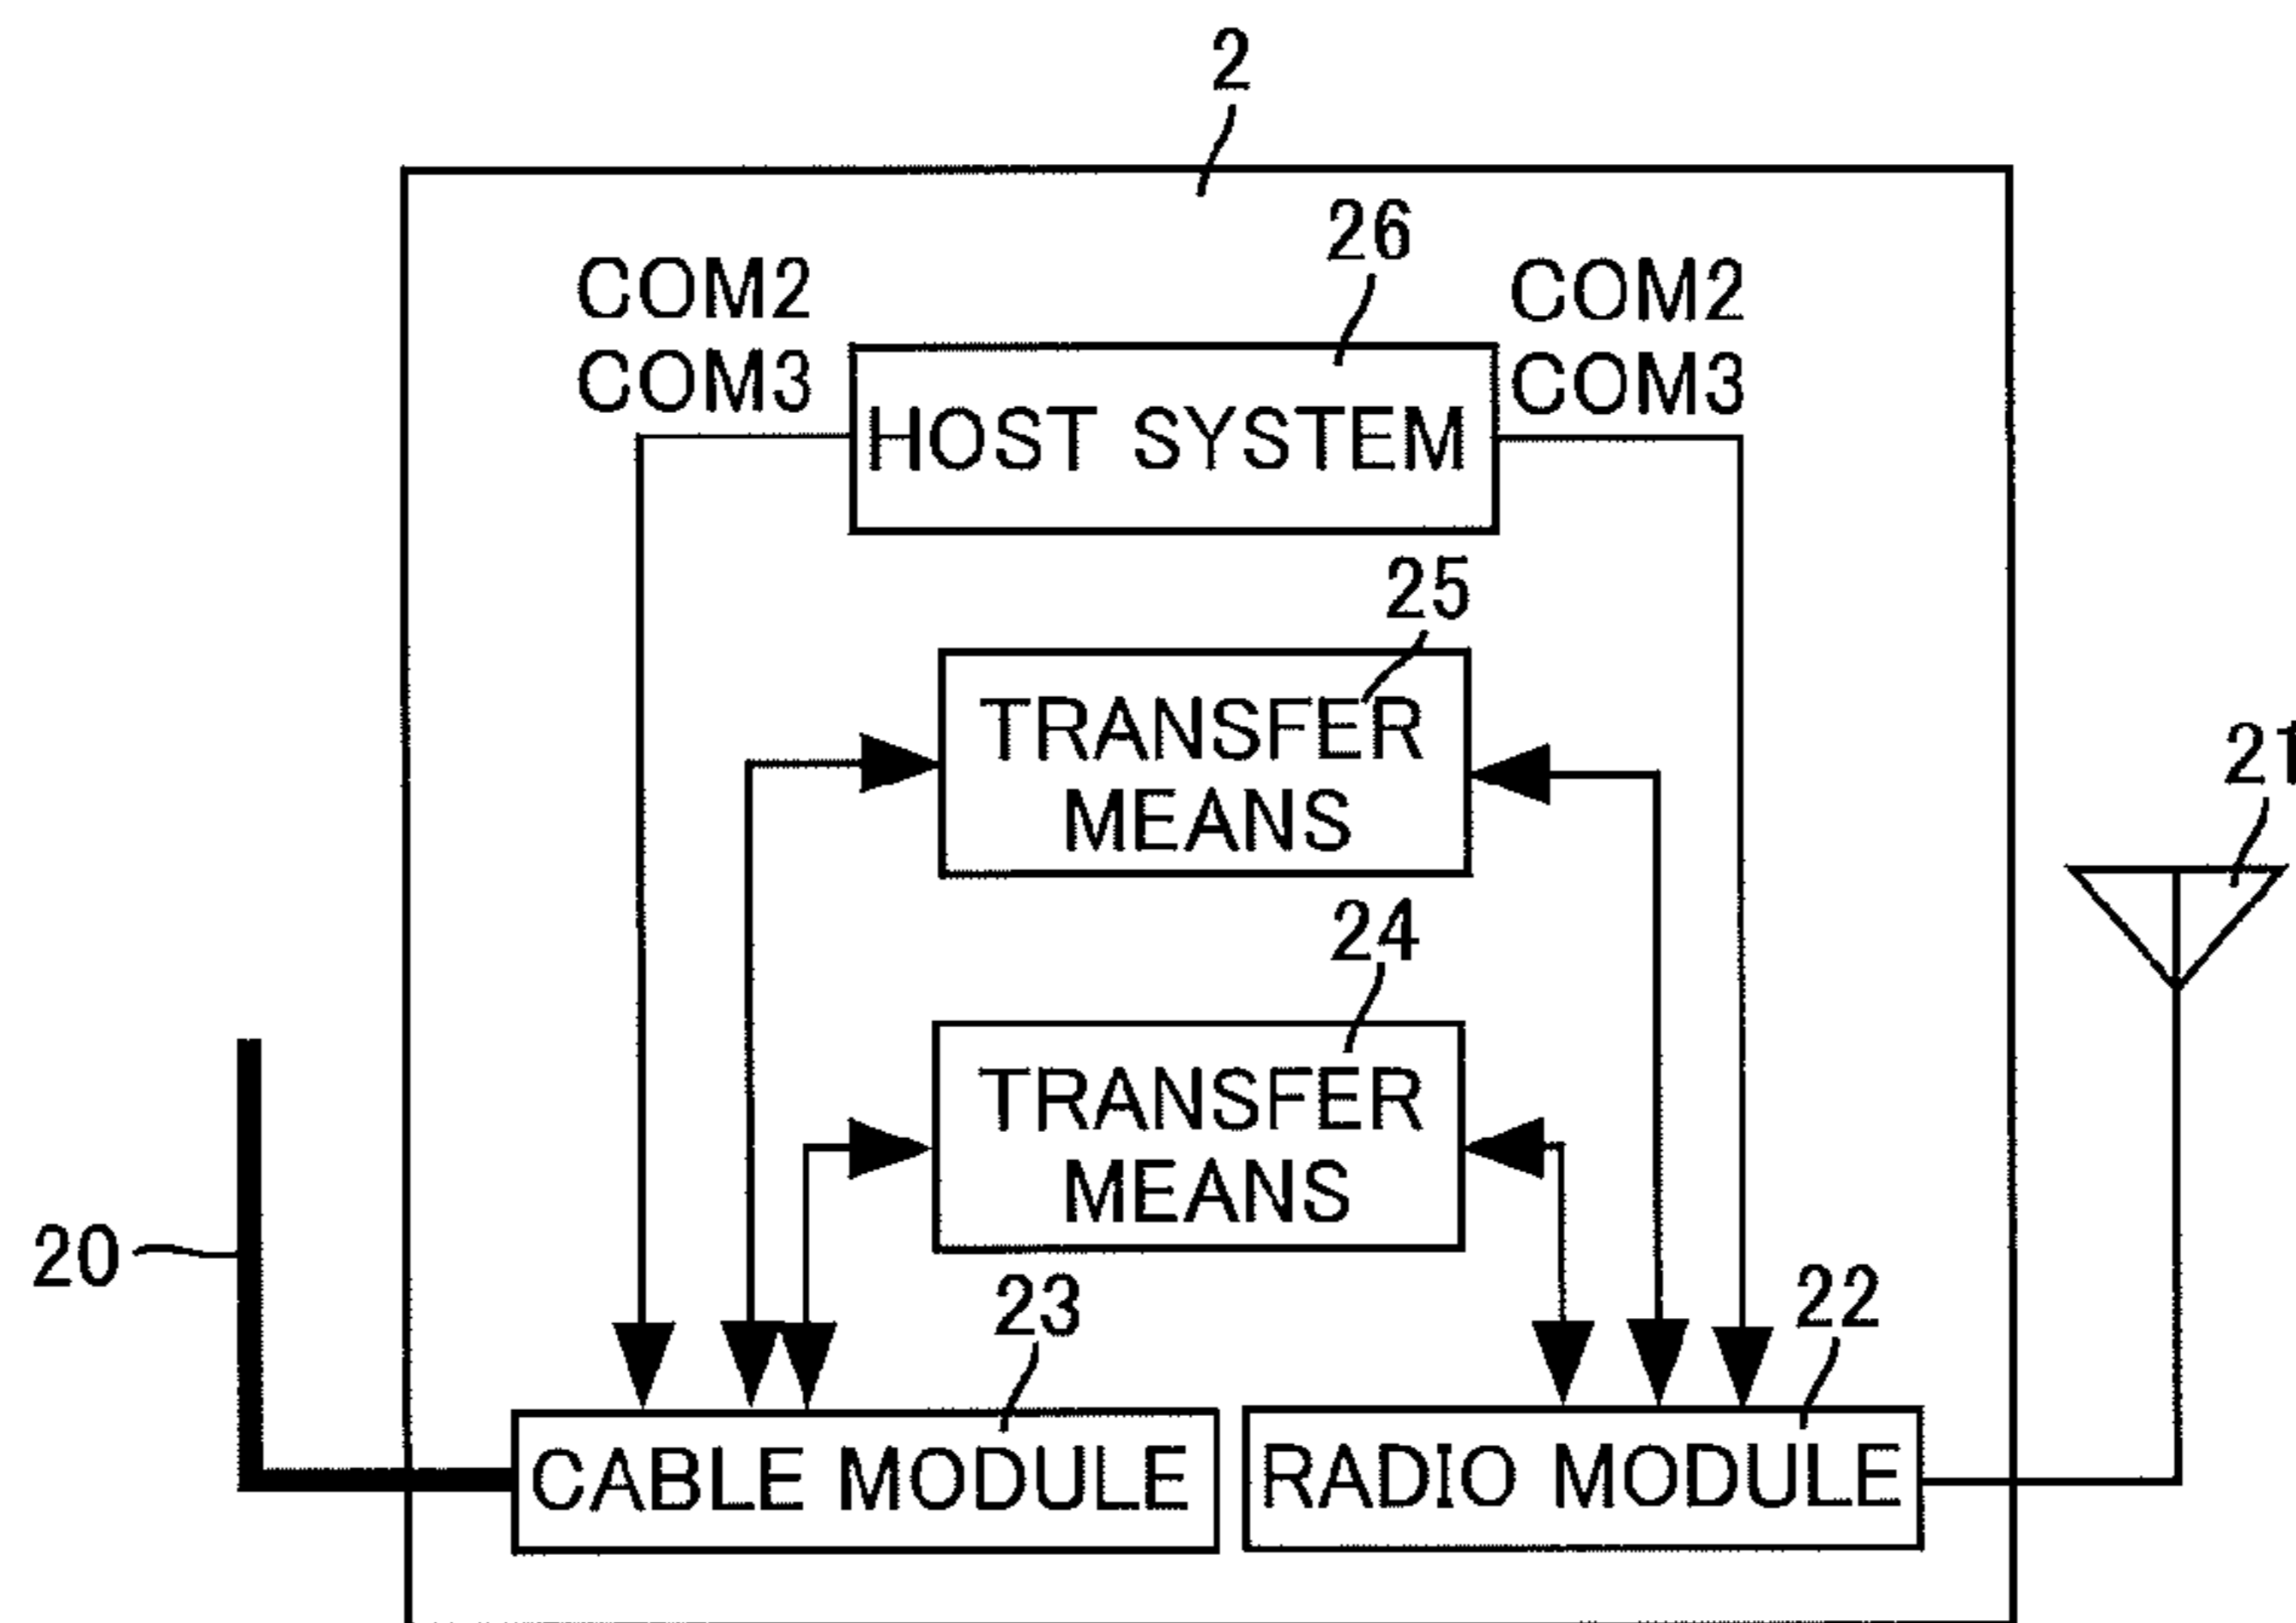 2
26
COM2
COM3
COM2
COM3
HOST SYSTEM
25
TRANSFER
MEANS
21
24
TRANSFER
MEANS
20
23
22
CABLE MODULE
RADIO MODULE